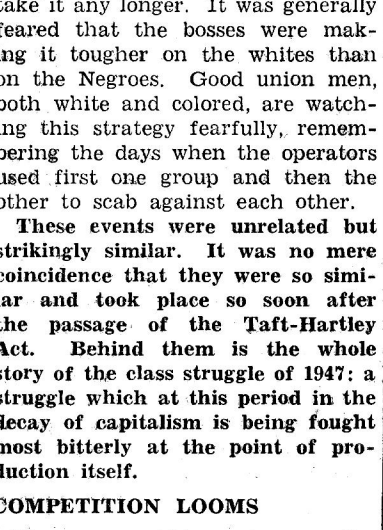 take it any longer. It was generally
feared that the bosses were mak-
ing it tougher on the whites than
on the Negroes. Good union men,
both white and colored, are watch-
ing this strategy fearfully, remem-
bering the days when the operators
used first one group and then the
other to scab against each other.
These events were unrelated but
strikingly similar. It was no mere
coincidence that they were so simi-
lar and took place so soon after
the passage of the Taft-Hartley
Act. Behind them is the whole
story of the class struggle of 1947: a
struggle which at this period in the
decay of capitalism is being fought
most bitterly at the point of pro-
duction itself.
COMPETITION LOOMS